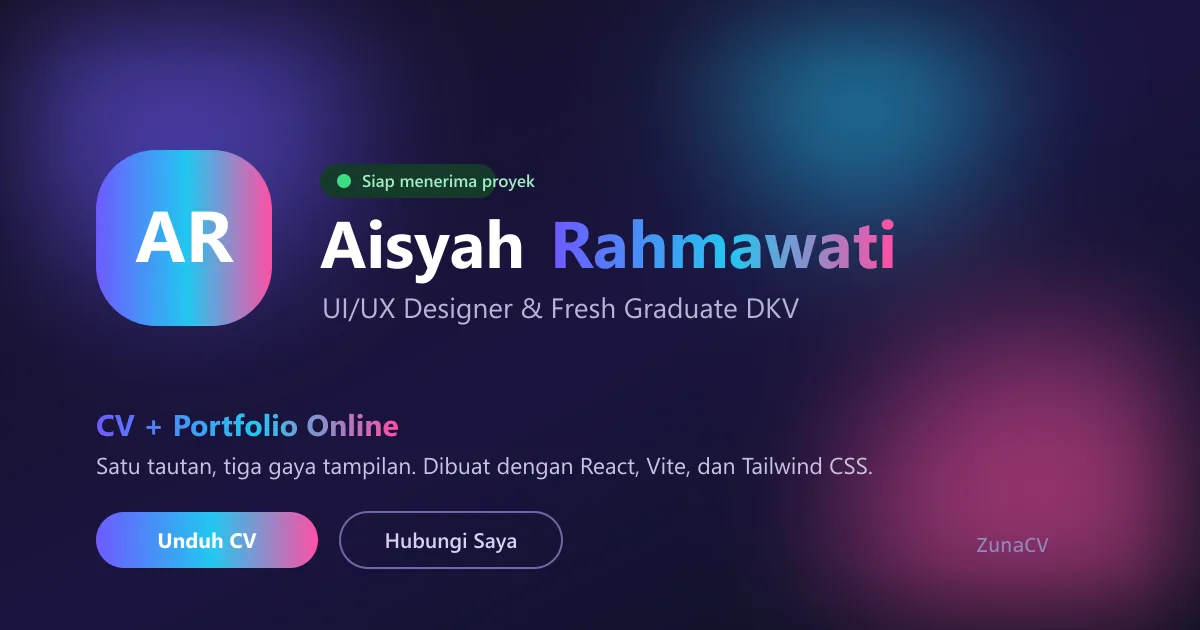 AR
Siap menerima proyek
Aisyah Rahmawati
UI/UX Designer & Fresh Graduate DKV
CV + Portfolio Online
Satu tautan, tiga gaya tampilan. Dibuat dengan React, Vite, dan Tailwind CSS.
Unduh CV
Hubungi Saya
ZunaCV